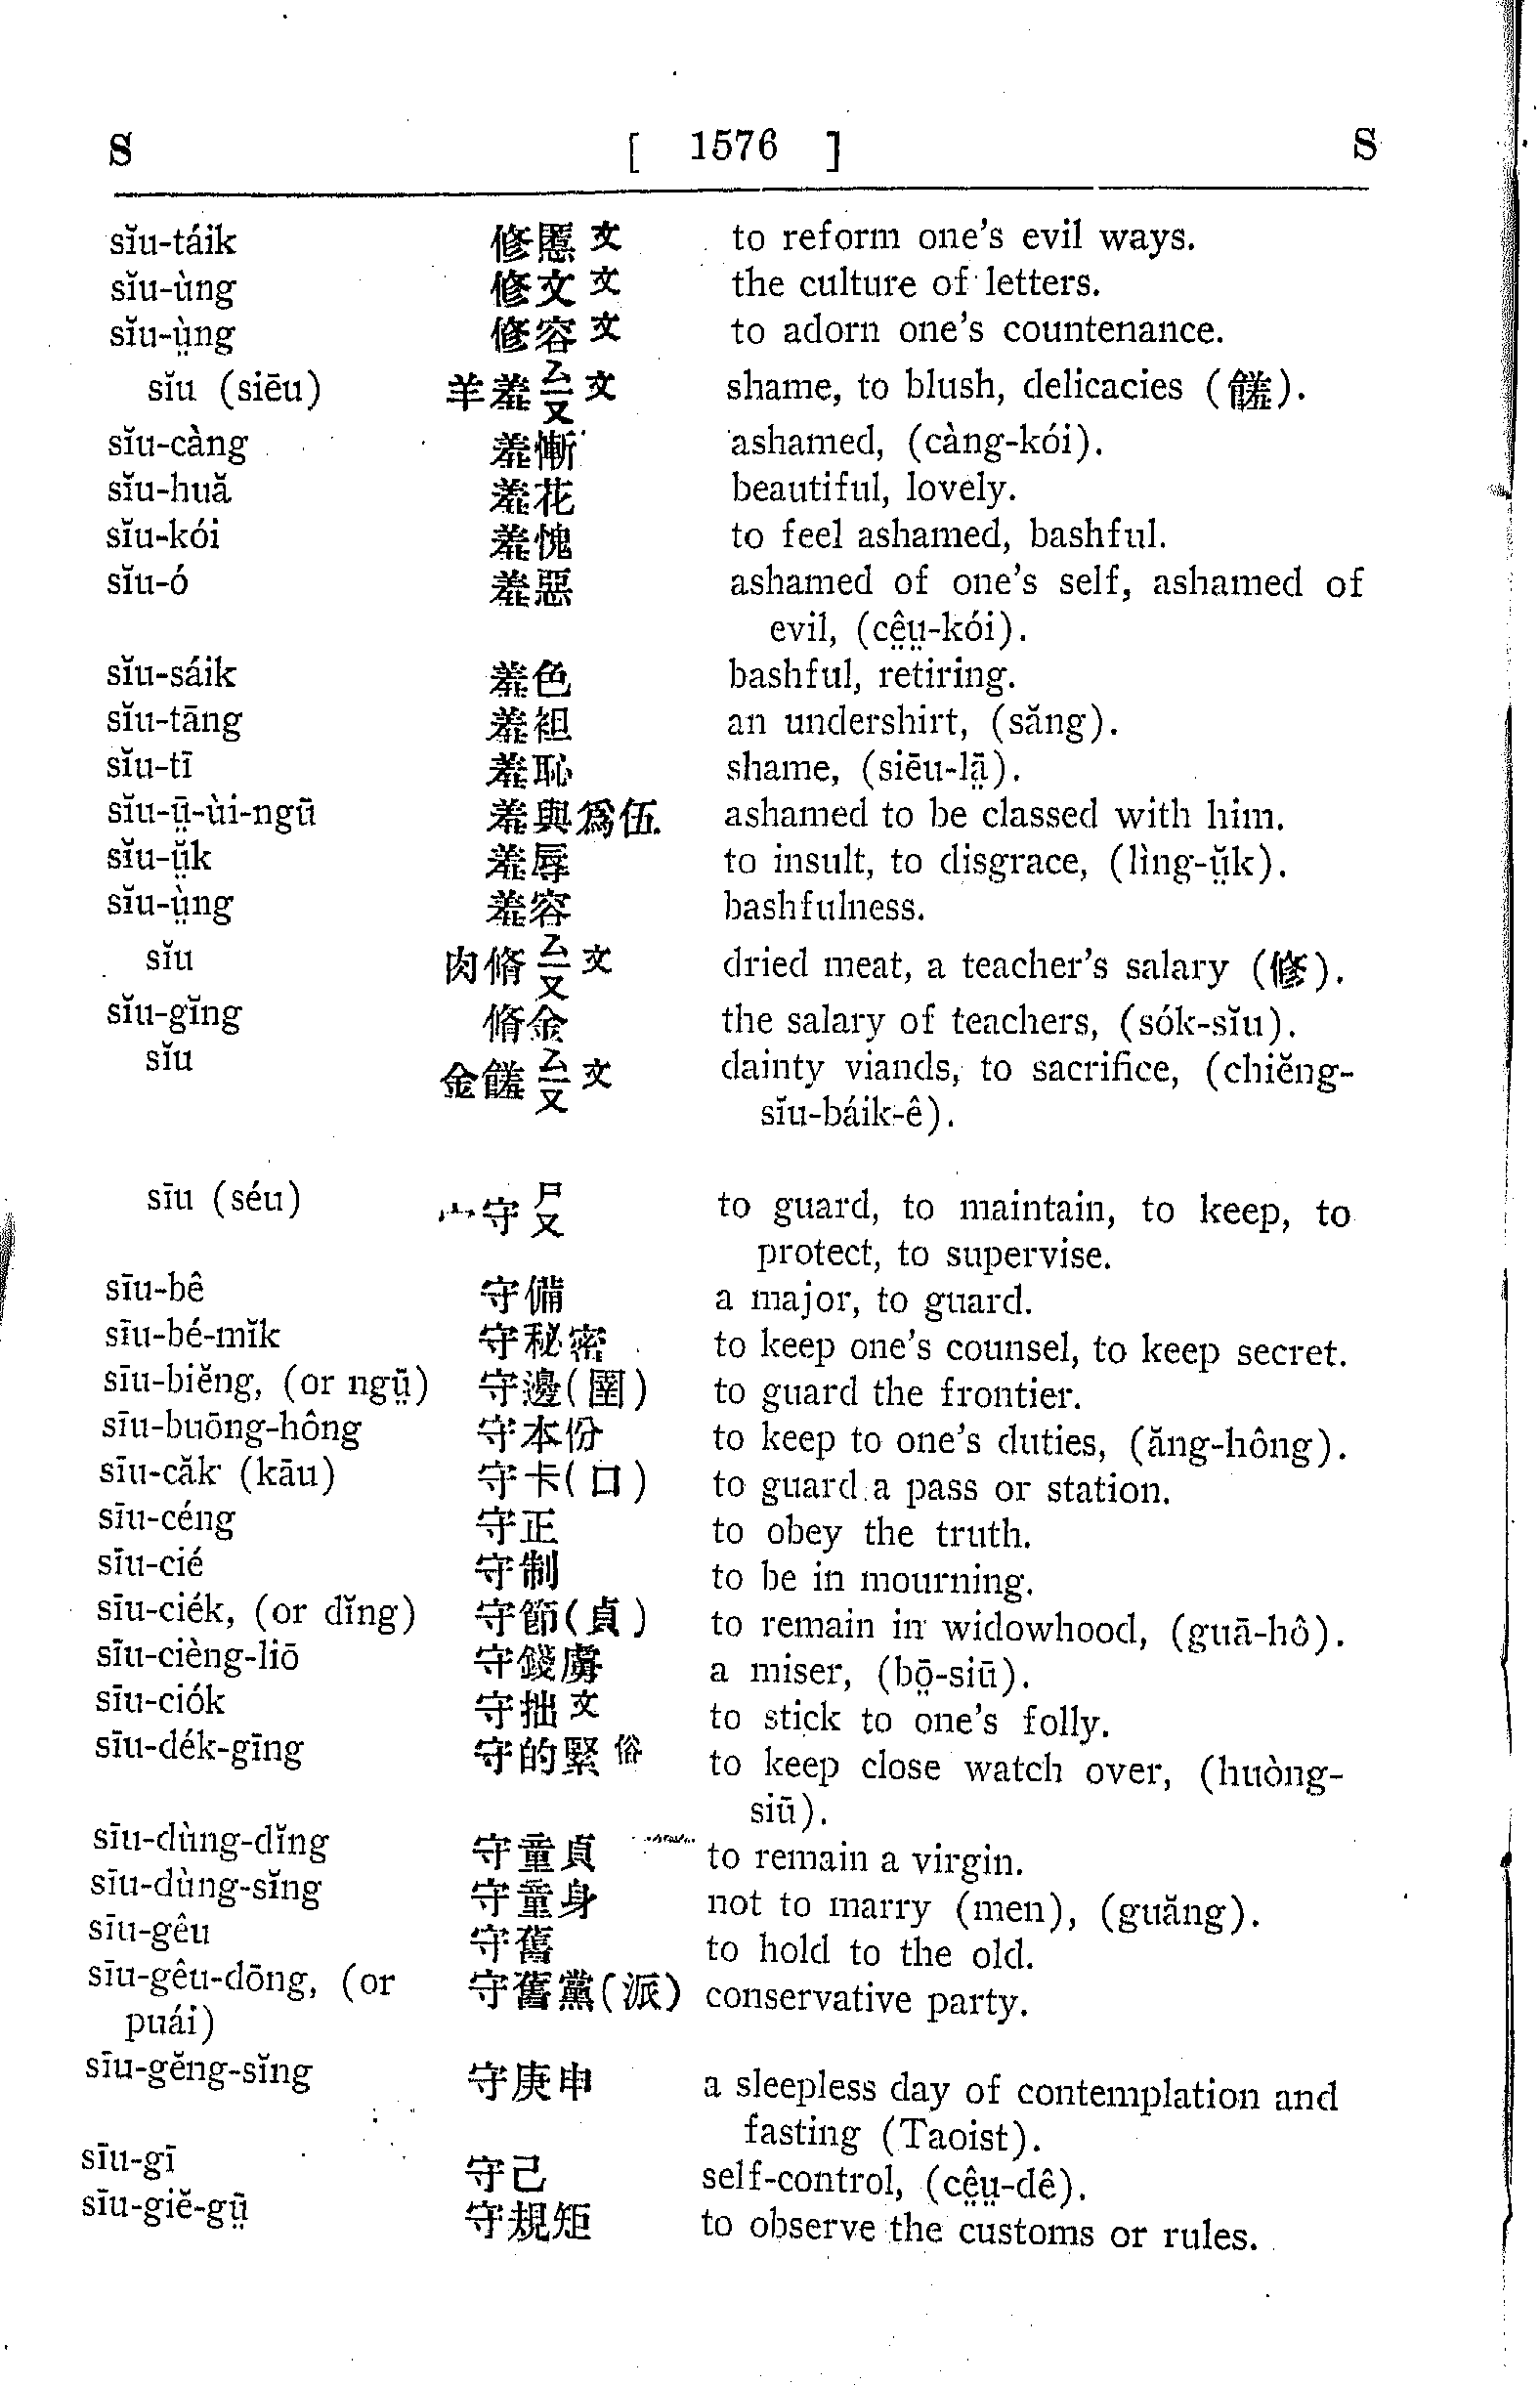 S [ 1576 ] S
sĭu-táik 修慝 文 to reform one's evil ways.
sĭu-ùng 修文 文 the culture of letters.
sĭu-ṳ̀ng 修容 文 to adorn one's countenance.
sĭu (siēu) 羊羞ㄙ一又 文 shame, to blush, delicacies (饈).
sĭu-càng 羞慚 ashamed, (càng-kói).
sĭu-huă 羞花 beautiful, lovely.
sĭu-kói 羞愧 to feel ashamed, bashful.
sĭu-ó 羞惡 ashamed of one's self, ashamed of
evil, (cê̤ṳ-kói).
sĭu-sáik 羞色 bashful, retiring.
sĭu-tāng 羞袒 an undershirt, (săng).
sĭu-tī 羞恥 shame, (siēu-lā̤).
sĭu-ṳ̄-ùi-ngū 羞與爲伍 ashamed to be classed with him.
sĭu-ṳ̆k 羞辱 to insult, to disgrace, (lìng-ṳ̆k).
sĭu-ṳ̀ng 羞容 bashfulness.
sĭu 肉脩ㄙ一又 文 dried meat, a teacher's salary (修).
sĭu-gĭng 脩金 the salary of teachers, (sók-sĭu).
sĭu 金饈ㄙ一又 文 dainty viands, to sacrifice, (chiĕng-
sĭu-báik-ê).
sīu (séu) 宀守ㄕ又 to guard, to maintain, to keep, to
protect, to supervise.
sīu-bê 守備 a major, to guard.
sīu-bé-mĭk 守秘密 to keep one's counsel, to keep secret.
sīu-biĕng, (or ngṳ̆) 守邊(圉) to guard the frontier.
sīu-buōng-hông 守本份 to keep to one's duties, (ăng-hông).
sīu-căk (kāu) 守卡(口) to guard a pass or station.
sīu-céng 守正 to obey the truth.
sīu-cié 守制 to be in mourning.
sīu-ciék, (or dĭng) 守節(貞) to remain in widowhood, (guā-hô).
sīu-cièng-liō 守錢虜 a miser, (bō̤-siū).
sīu-ciók 守拙 文 to stick to one's folly.
sīu-dék-gīng 守的緊 俗 to keep close watch over, (huòng-
siū).
sīu-dùng-dĭng 守童貞 to remain a virgin.
sīu-dùng-sĭng 守童身 not to marry (men), (guăng).
sīu-gêu 守舊 to hold to the old.
sīu-gêu-dōng, (or 守舊黨(派) conservative party.
puái)
sīu-gĕng-sĭng 守庚申 a sleepless day of contemplation and
fasting (Taoist).
sīu-gī 守己 self-control, (cê̤ṳ-dê).
sīu-giĕ-gṳ̄ 守規矩 to observe the customs or rules.